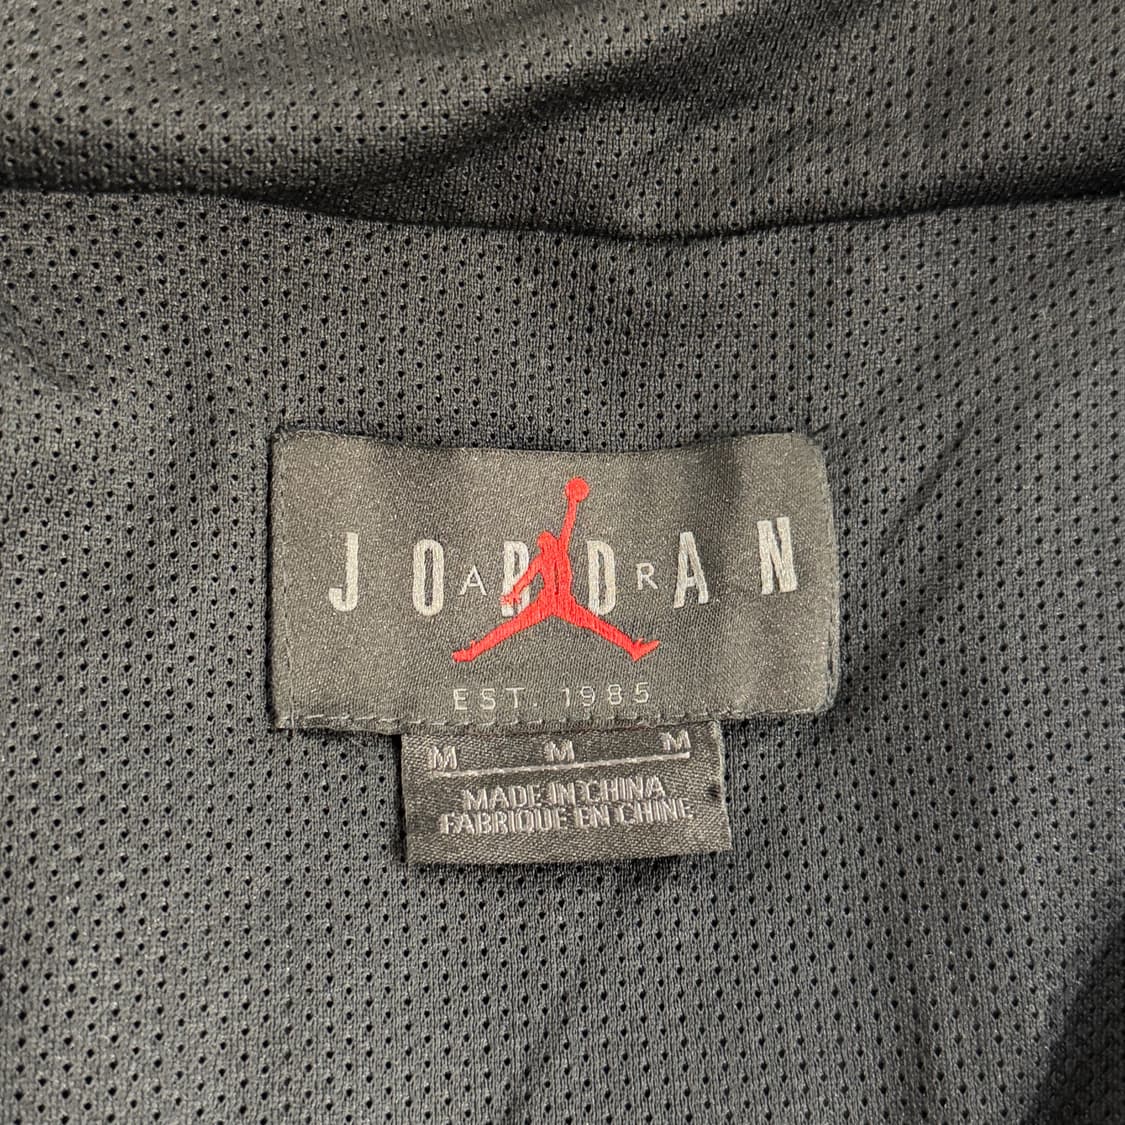 JORDAN
AIR
EST. 1985
M M M
MADE IN CHINA
FABRIQUE EN CHINE